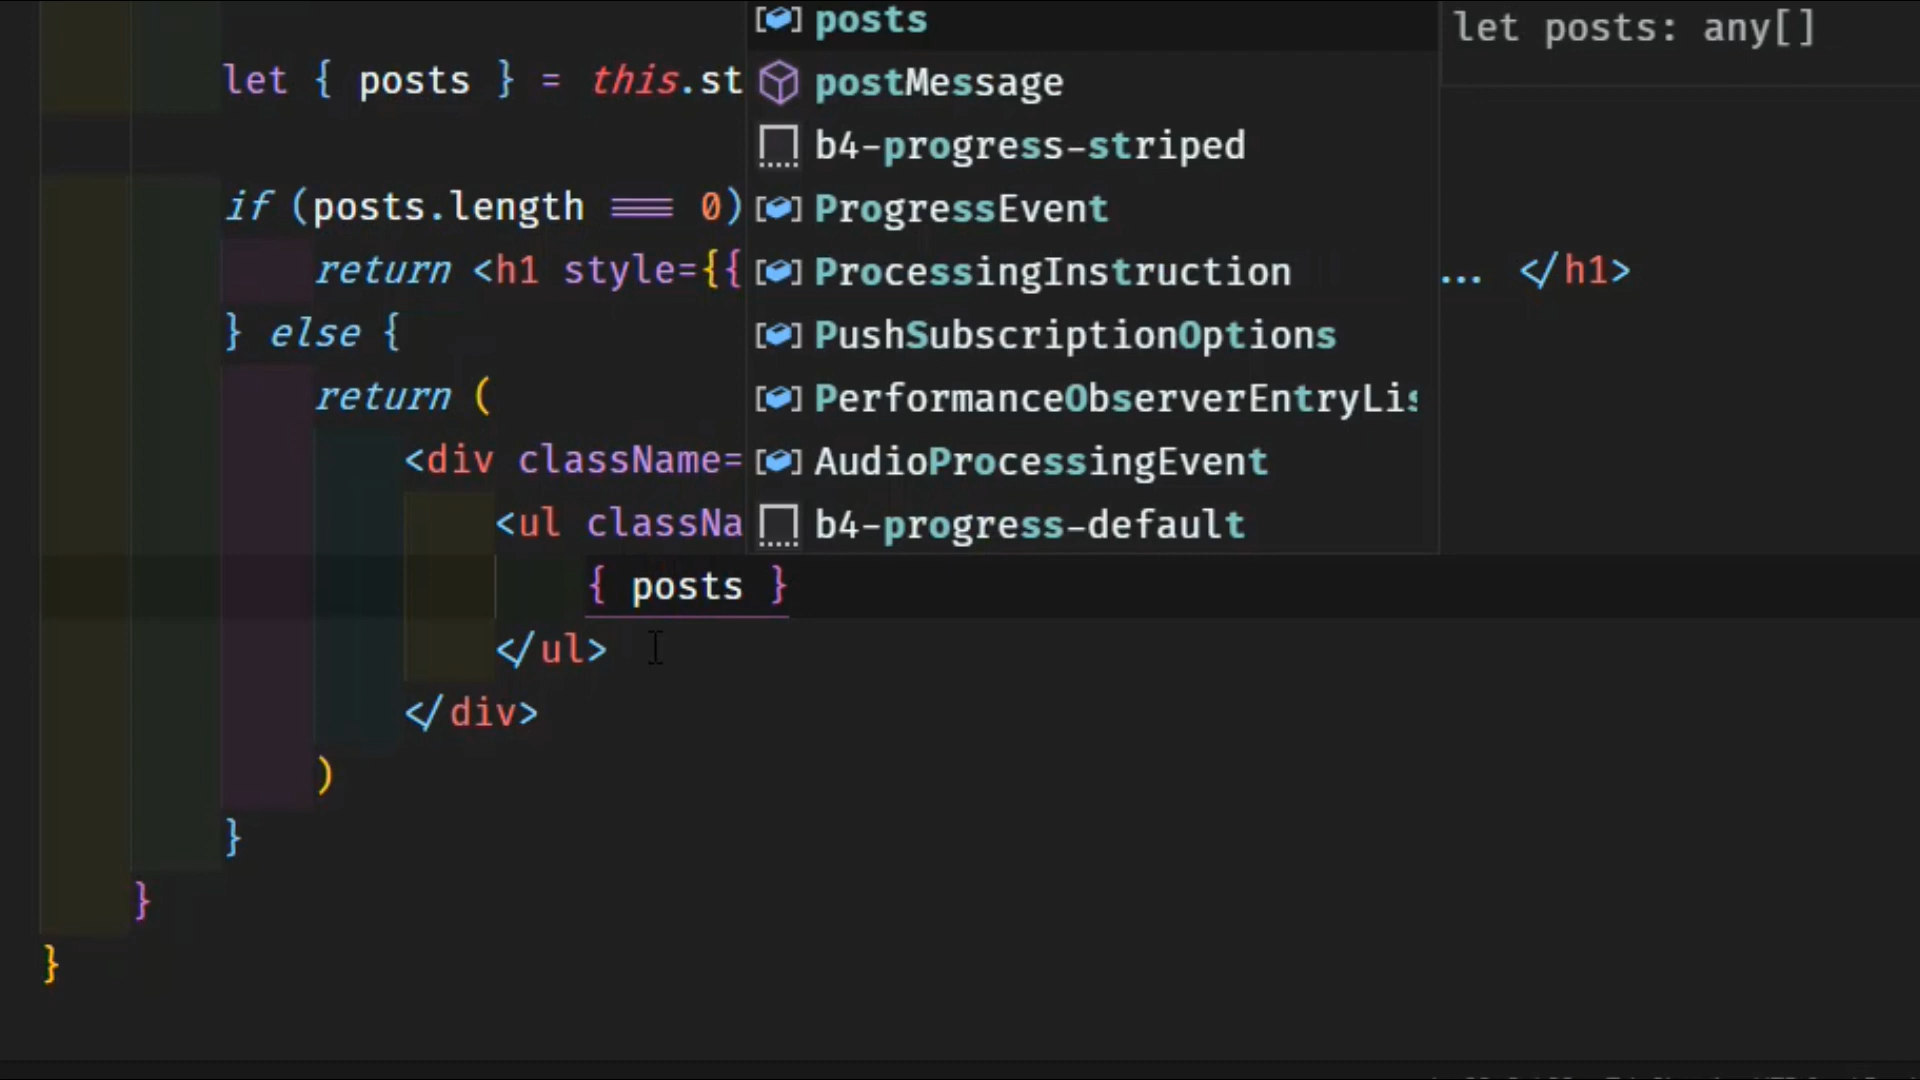 posts
let posts: any[]
let { posts } = this.st
postMessage
b4-progress-striped
if (posts.length === 0)
ProgressEvent
return <h1 style={{
ProcessingInstruction
... </h1>
} else {
PushSubscriptionOptions
return (
PerformanceObserverEntryLis
<div className=
AudioProcessingEvent
<ul classNa
b4-progress-default
{ posts }
</ul>
</div>
)
}
}
}